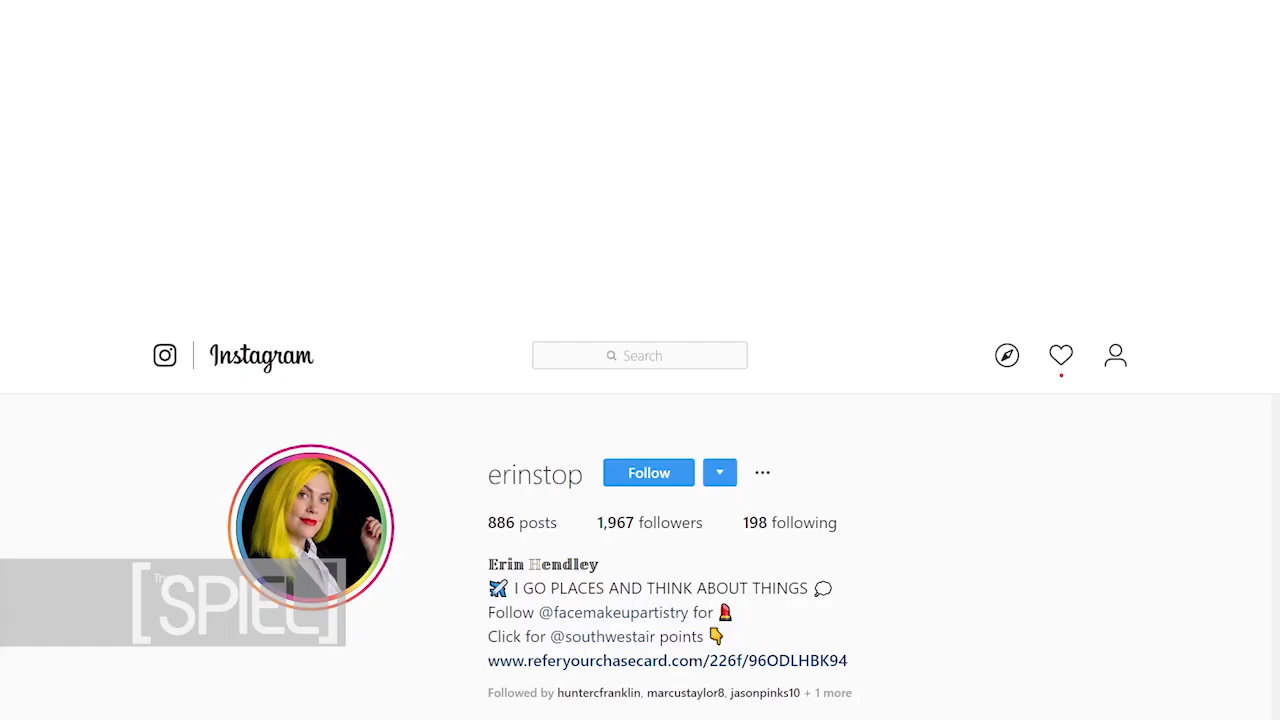 Instagram
Search
erinstop Follow
886 posts 1,967 followers 198 following
𝔼𝕣𝕚𝕟 ℍ𝕖𝕟𝕕𝕝𝕖𝕪
✈️ I GO PLACES AND THINK ABOUT THINGS 💭
Follow @facemakeupartistry for 💄
Click for @southwestair points 👇
www.referyourchasecard.com/226f/96ODLHBK94
Followed by huntercfranklin, marcustaylor8, jasonpinks10 + 1 more
[The SPIEL]